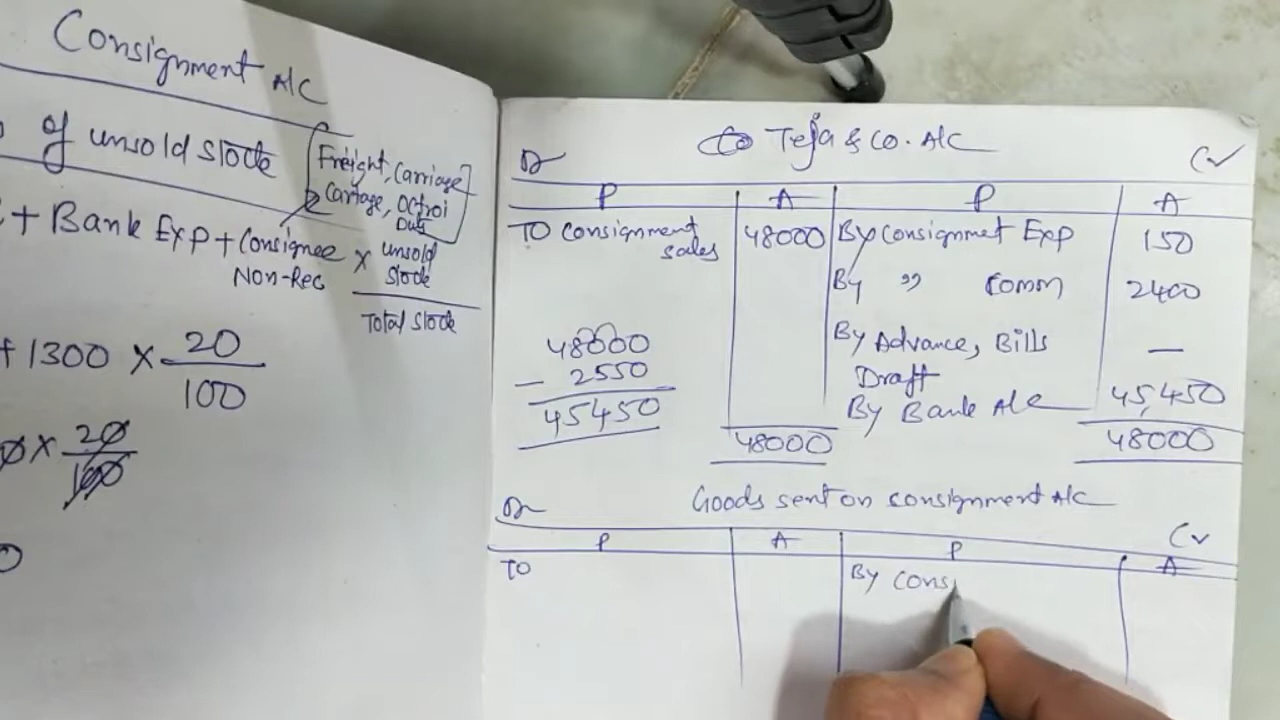 Consignment A/C
of unsold stock
Freight, Carriage
Cartage, Octroi
Duty
+ Bank Exp + Consignee × unsold stock
Non-Rec
Total stock
1300 × 20
100
× 20
100
Teja & Co. A/C
Dr
Cr
P A P A
To consignment sales 48000 By Consignmet Exp 150
By " Comm 2400
48000
By Advance, Bills —
- 2550
Draft
45450
By Bank A/c 45,450
48000 48000
Goods sent on consignment A/c
Dr
Cr
P A P A
To By Cons